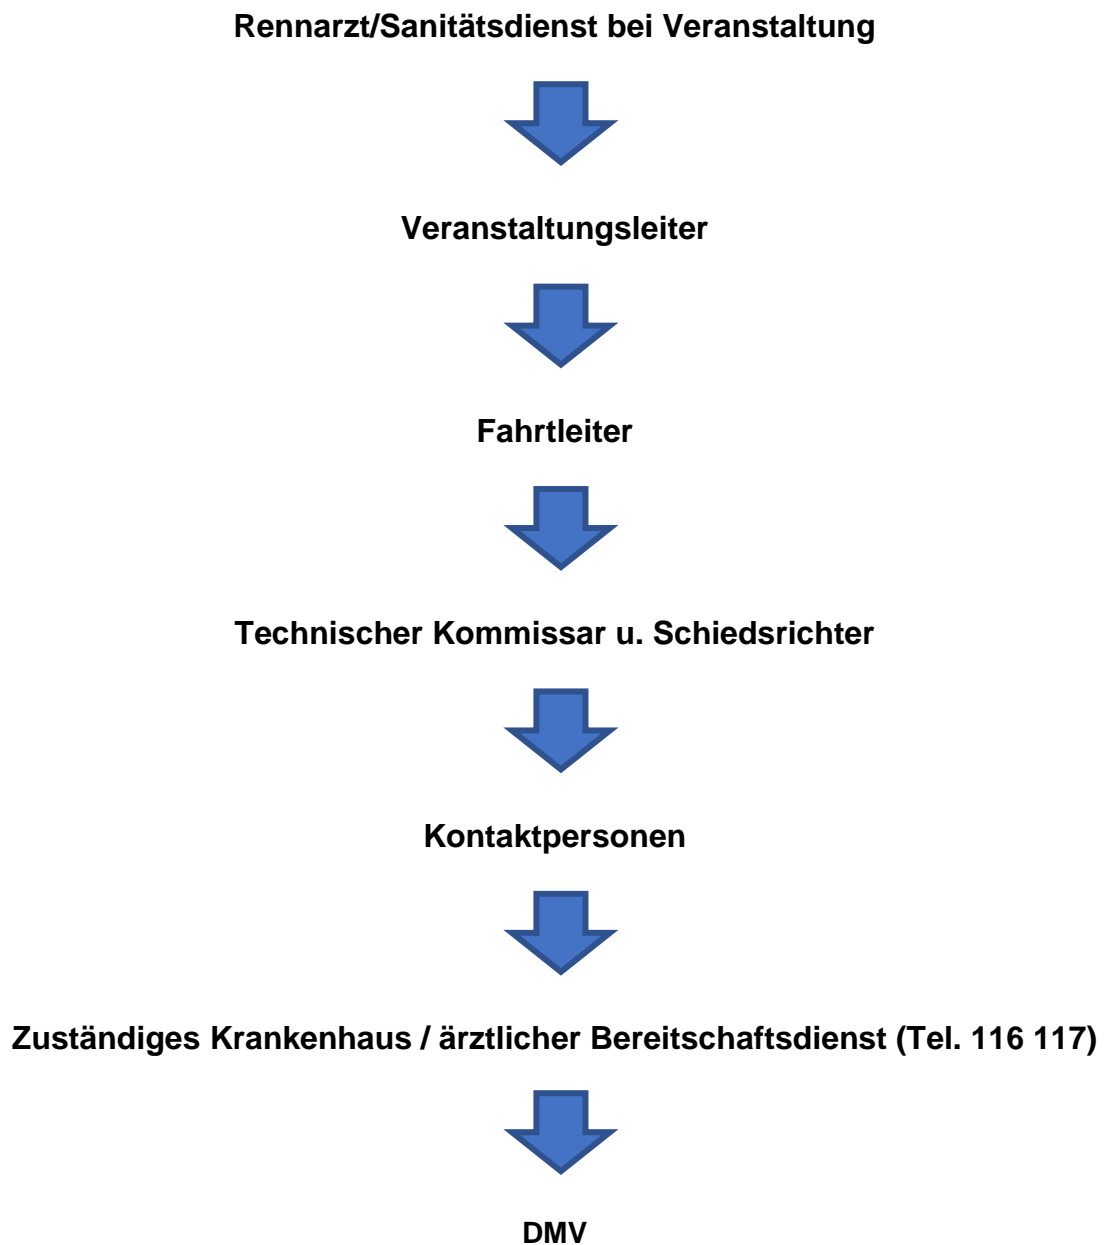 Rennarzt/Sanitätsdienst bei Veranstaltung
Veranstaltungsleiter
Fahrtleiter
Technischer Kommissar u. Schiedsrichter
Kontaktpersonen
Zuständiges Krankenhaus / ärztlicher Bereitschaftsdienst (Tel. 116 117)
DMV